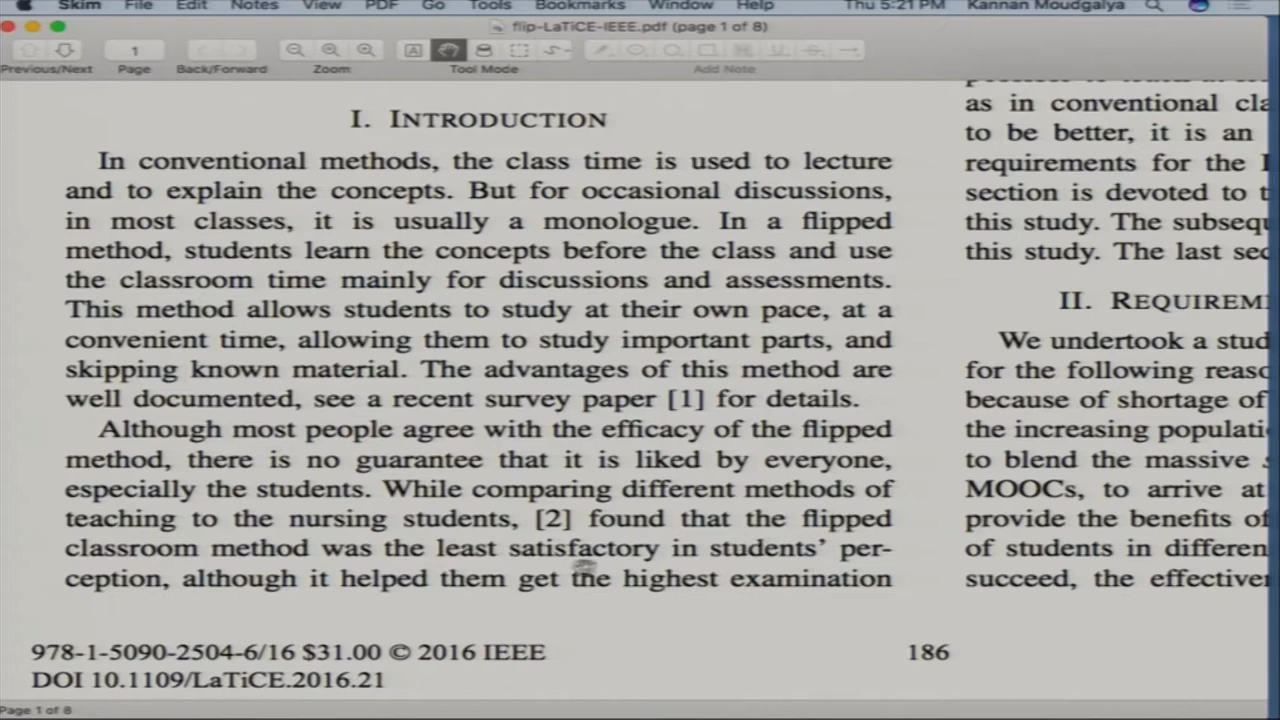 Skim File Edit Notes View PDF Go Tools Bookmarks Window Help Thu 5:21 PM Kannan Moudgalya
flip-LaTiCE-IEEE.pdf (page 1 of 8)
1
Previous/Next Page Back/Forward Zoom Tool Mode Add Note
I. INTRODUCTION
In conventional methods, the class time is used to lecture
and to explain the concepts. But for occasional discussions,
in most classes, it is usually a monologue. In a flipped
method, students learn the concepts before the class and use
the classroom time mainly for discussions and assessments.
This method allows students to study at their own pace, at a
convenient time, allowing them to study important parts, and
skipping known material. The advantages of this method are
well documented, see a recent survey paper [1] for details.
Although most people agree with the efficacy of the flipped
method, there is no guarantee that it is liked by everyone,
especially the students. While comparing different methods of
teaching to the nursing students, [2] found that the flipped
classroom method was the least satisfactory in students' per-
ception, although it helped them get the highest examination
as in conventional cla
to be better, it is an
requirements for the
section is devoted to t
this study. The subsequ
this study. The last sec
II. REQUIREM
We undertook a stud
for the following reaso
because of shortage of
the increasing populati
to blend the massive
MOOCs, to arrive at
provide the benefits of
of students in differen
succeed, the effective
978-1-5090-2504-6/16 $31.00 © 2016 IEEE
DOI 10.1109/LaTiCE.2016.21
186
Page 1 of 8